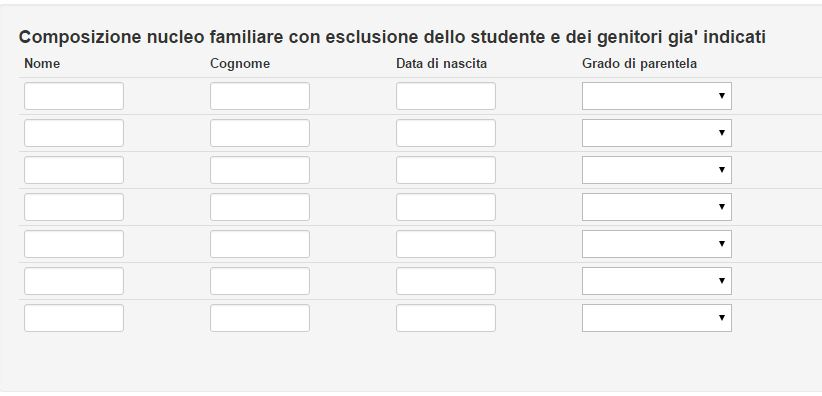 Composizione nucleo familiare con esclusione dello studente e dei genitori gia' indicati
Nome Cognome Data di nascita Grado di parentela